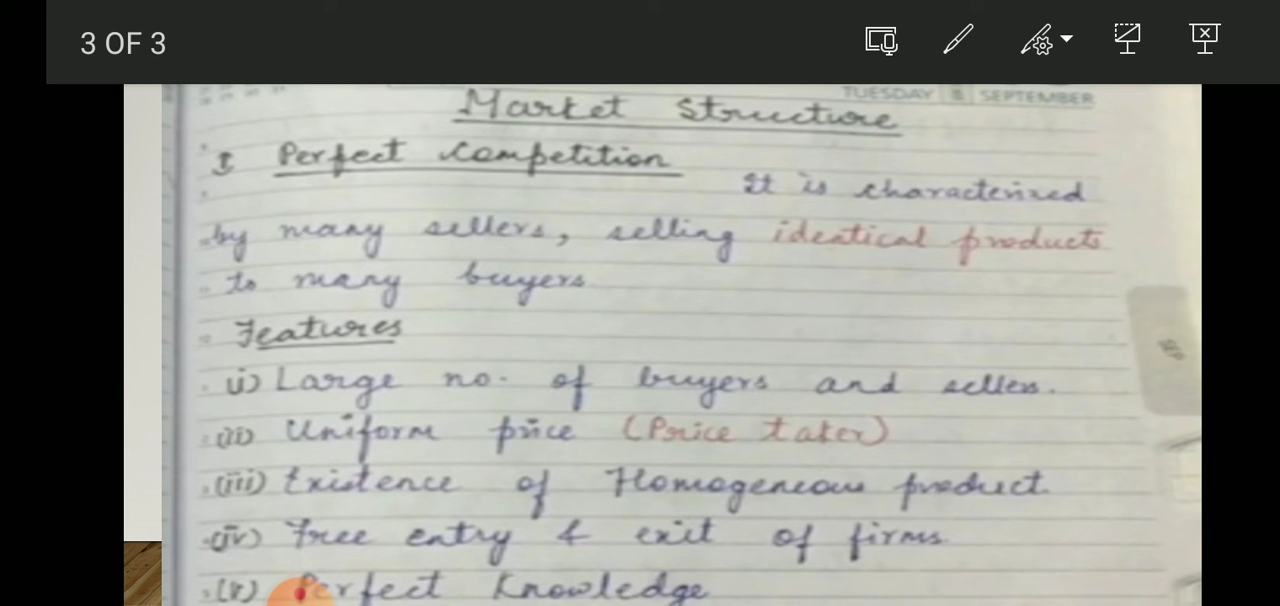 3 OF 3
TUESDAY 8 SEPTEMBER
Market Structure
I Perfect Competition
It is characterized
by many sellers, selling identical products
to many buyers
Features
(i) Large no. of buyers and sellers.
(ii) Uniform price (Price taker)
(iii) Existence of Homogeneous product.
(iv) Free entry & exit of firms.
(v) Perfect Knowledge
SEP